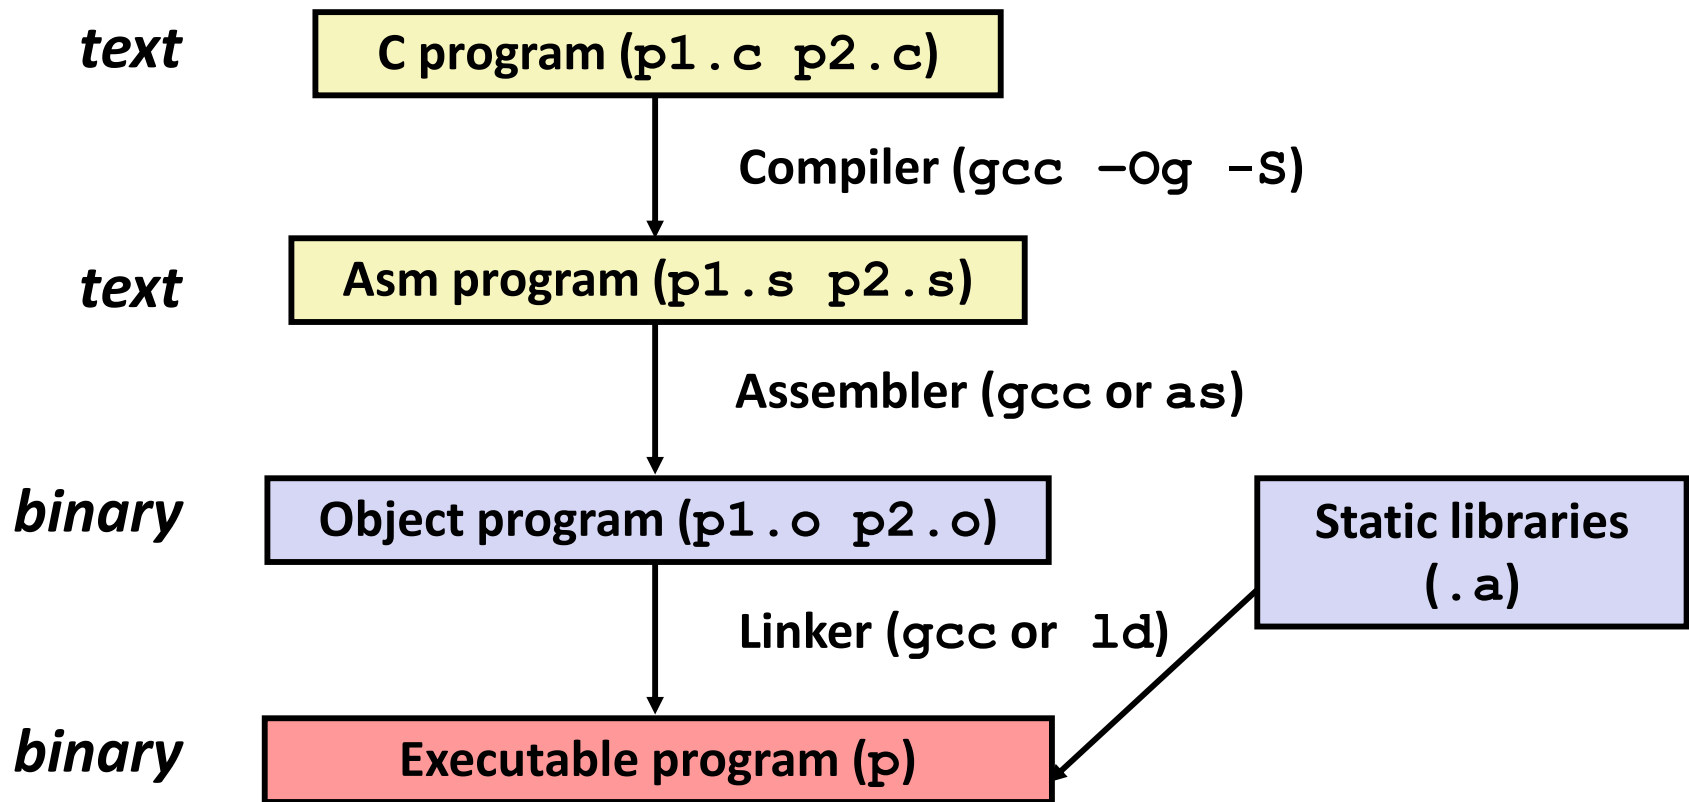 text
C program (p1.c p2.c)
Compiler (gcc –Og -S)
text
Asm program (p1.s p2.s)
Assembler (gcc or as)
binary
Object program (p1.o p2.o)
Static libraries
(.a)
Linker (gcc or ld)
binary
Executable program (p)